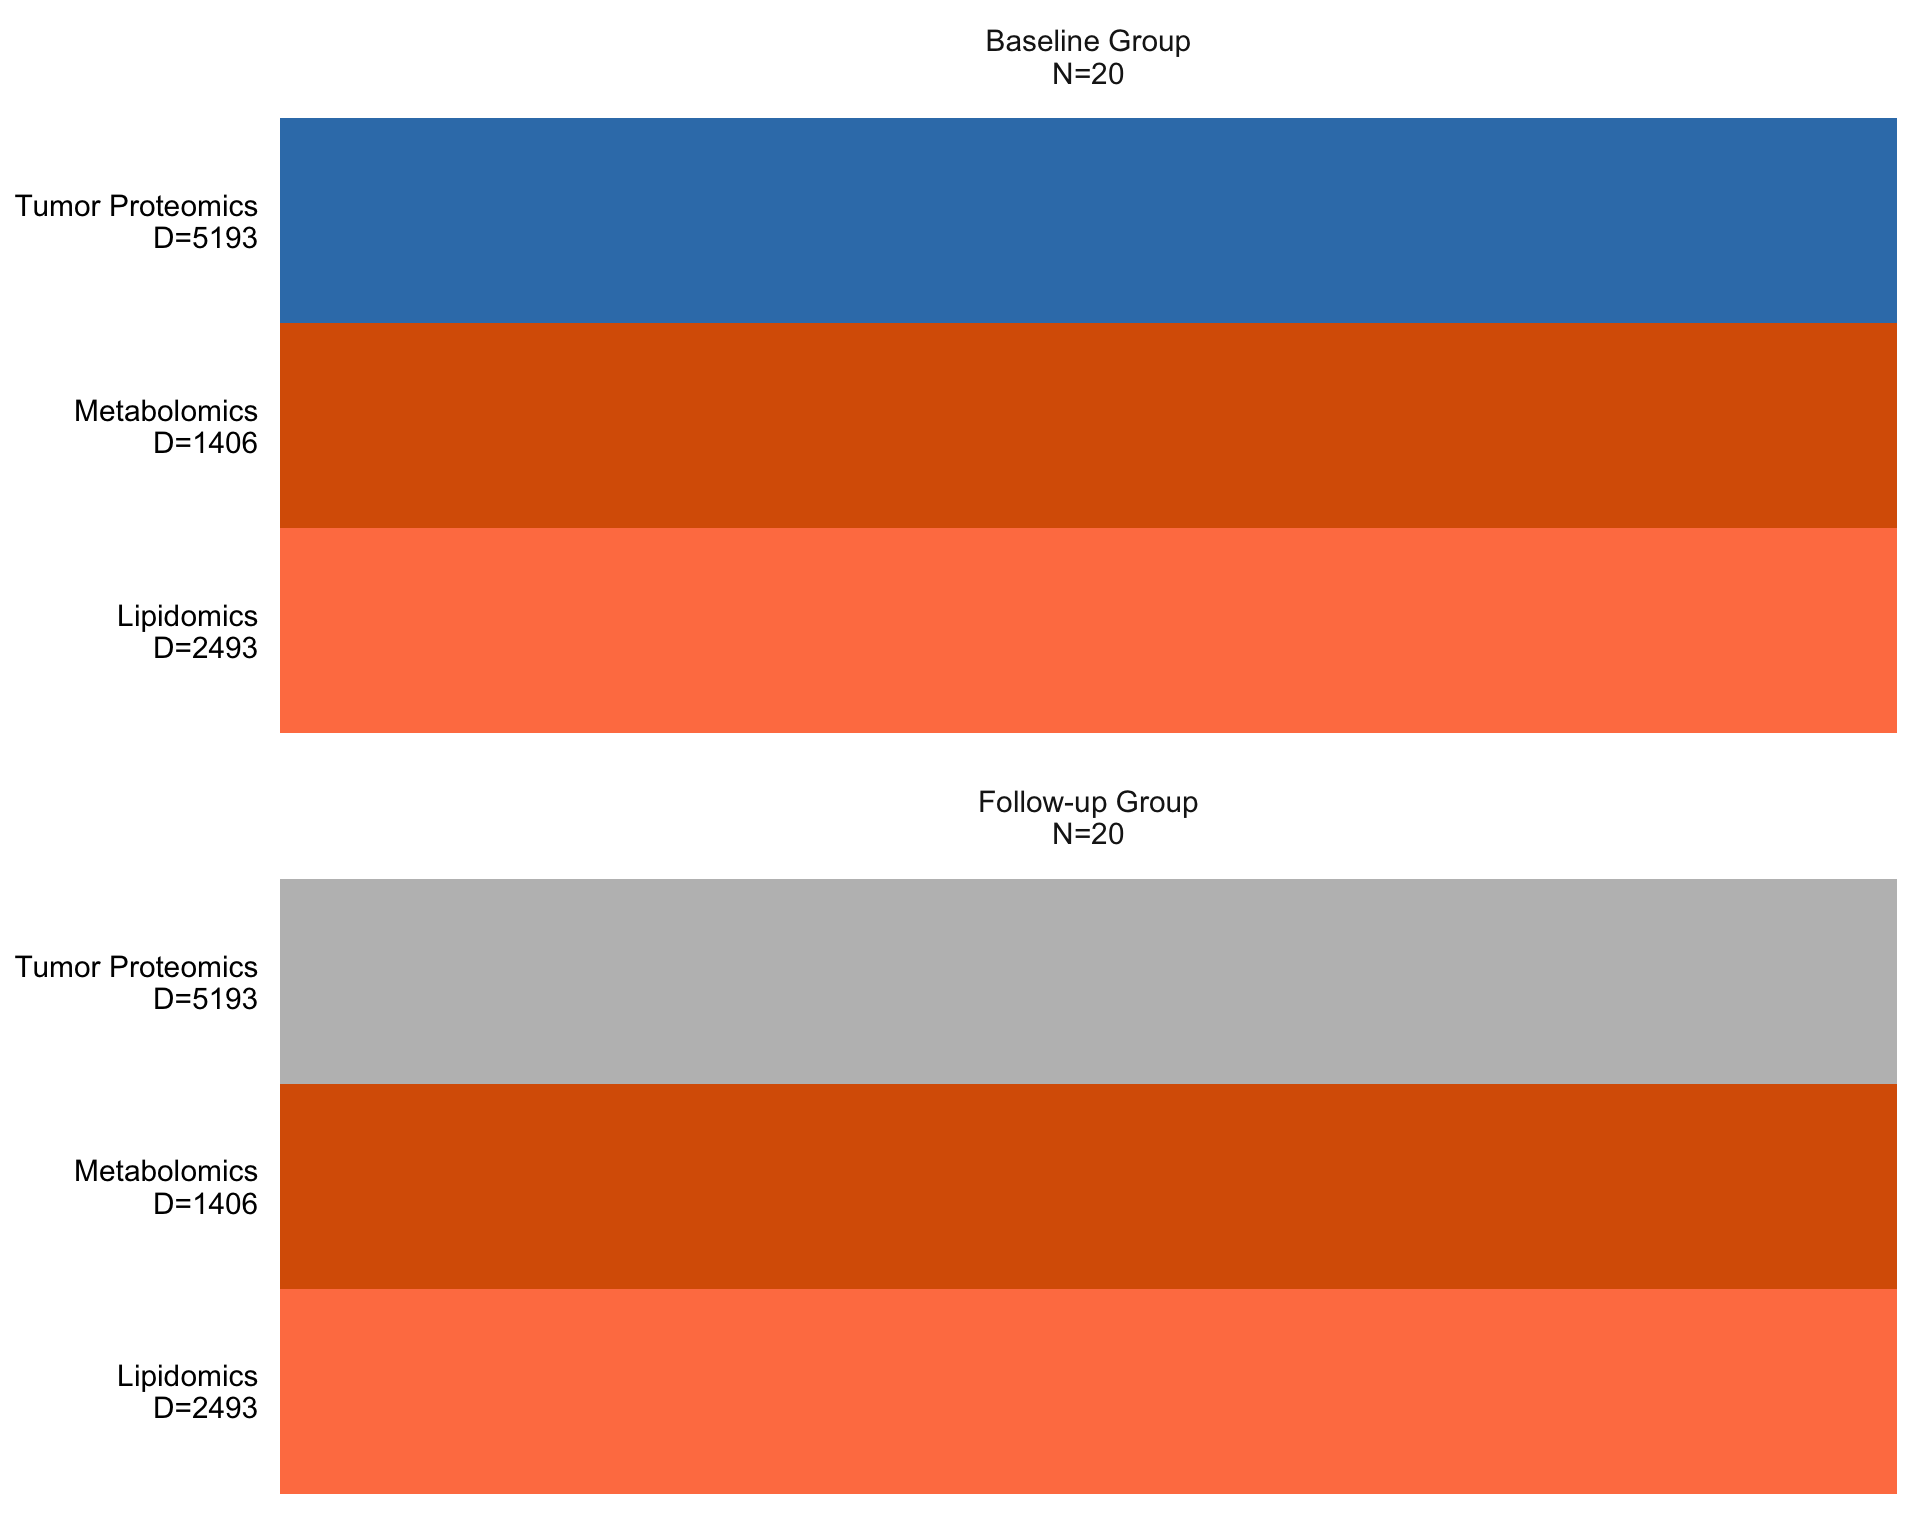 Baseline Group
N=20
Tumor Proteomics
D=5193
Metabolomics
D=1406
Lipidomics
D=2493
Follow-up Group
N=20
Tumor Proteomics
D=5193
Metabolomics
D=1406
Lipidomics
D=2493